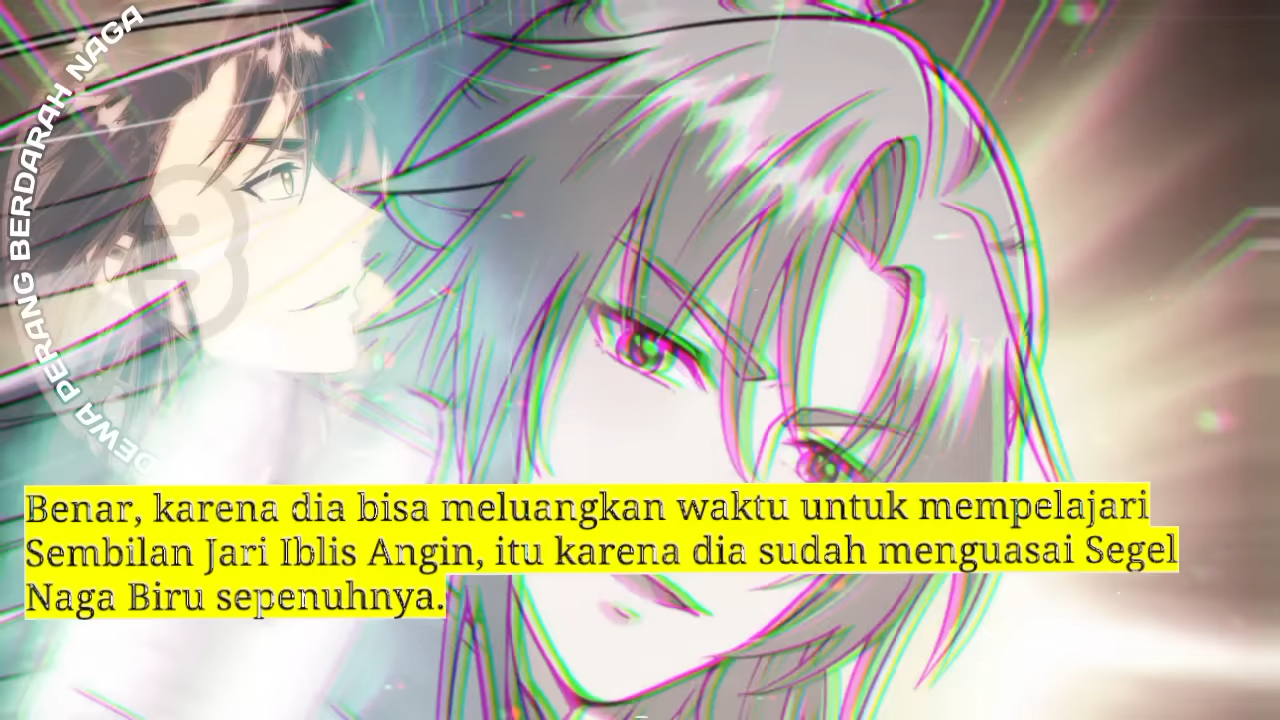 DEWA PERANG BERDARAH NAGA
Benar, karena dia bisa meluangkan waktu untuk mempelajari
Sembilan Jari Iblis Angin, itu karena dia sudah menguasai Segel
Naga Biru sepenuhnya.